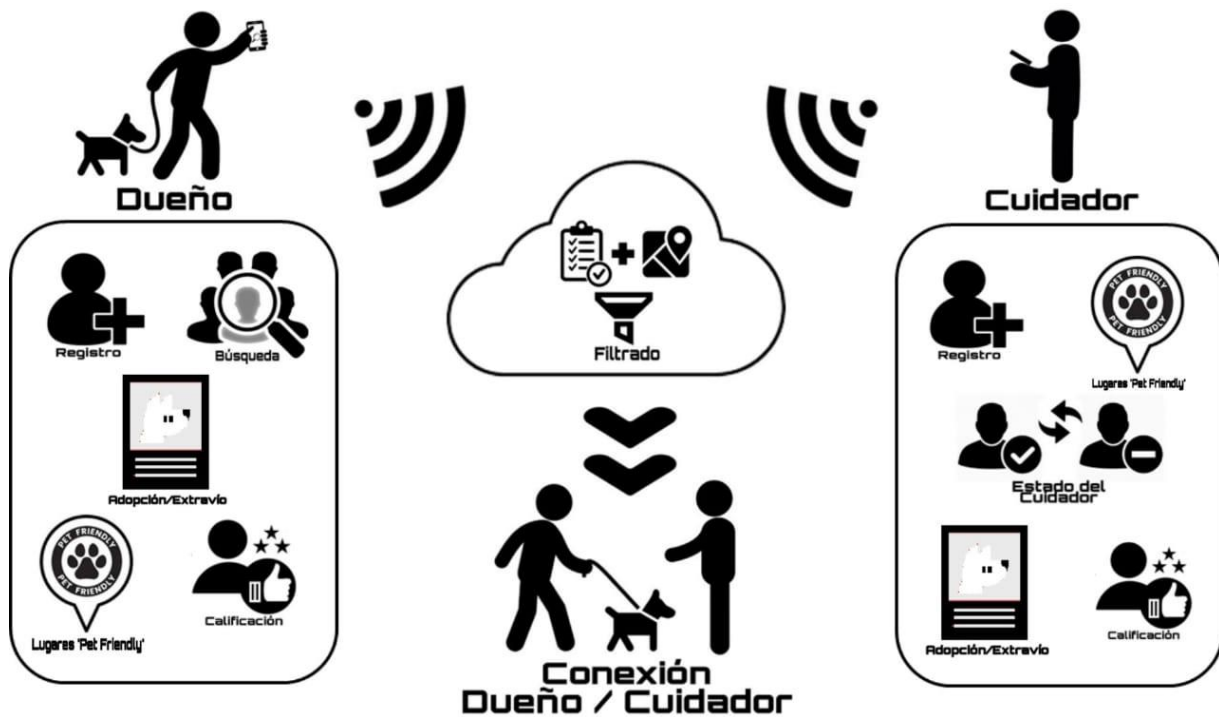 Dueño
Cuidador
Registro
Búsqueda
Adopción/Extravío
PET FRIENDLY
PET FRIENDLY
Lugares 'Pet Friendly'
Calificación
Filtrado
Conexión
Dueño / Cuidador
Registro
PET FRIENDLY
PET FRIENDLY
Lugares 'Pet Friendly'
Estado del
Cuidador
Adopción/Extravío
Calificación